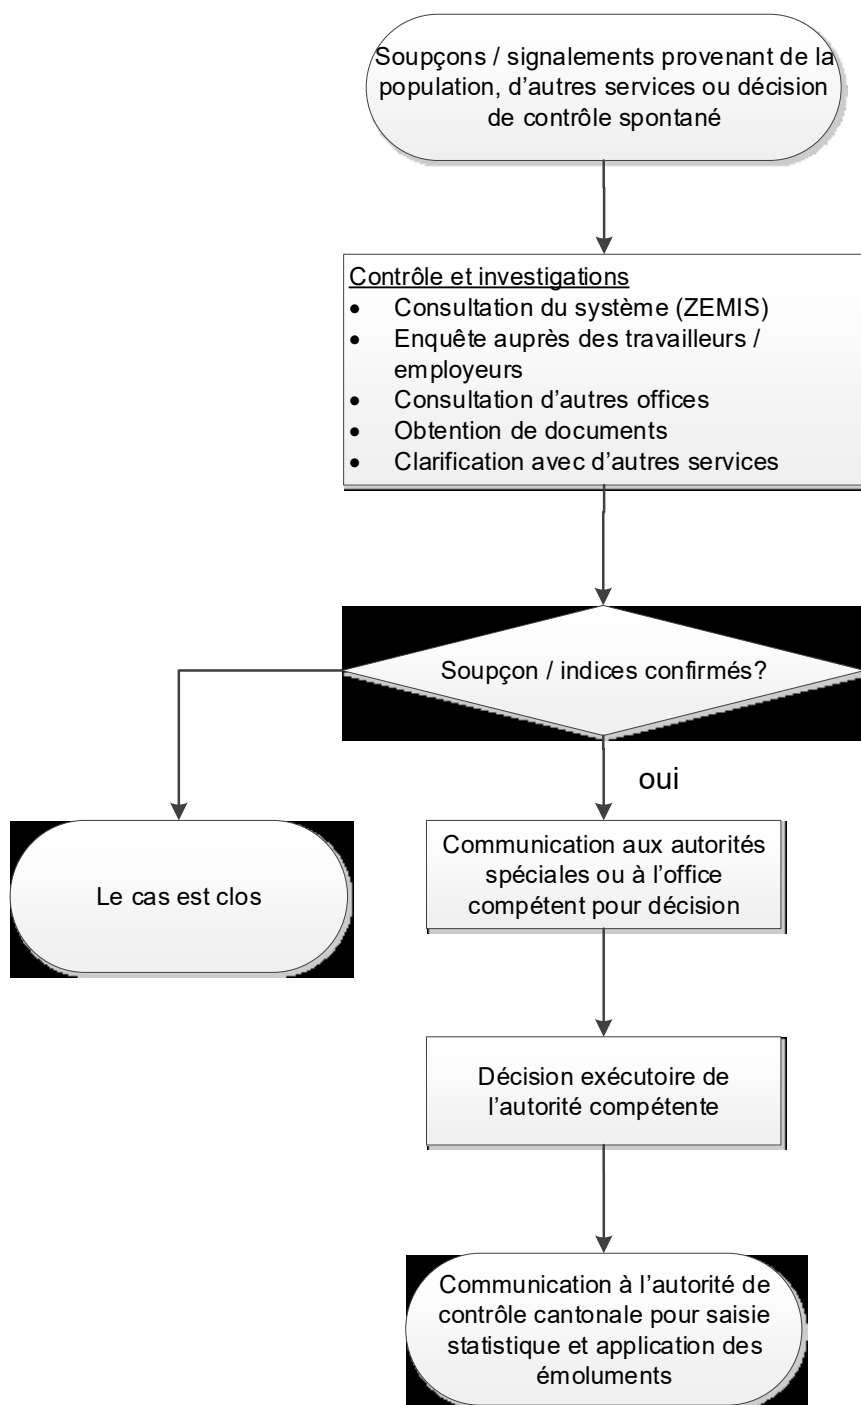 Soupçons / signalements provenant de la
population, d'autres services ou décision
de contrôle spontané
Contrôle et investigations
• Consultation du système (ZEMIS)
• Enquête auprès des travailleurs /
employeurs
• Consultation d'autres offices
• Obtention de documents
• Clarification avec d'autres services
Soupçon / indices confirmés?
oui
Le cas est clos
Communication aux autorités
spéciales ou à l'office
compétent pour décision
Décision exécutoire de
l'autorité compétente
Communication à l'autorité de
contrôle cantonale pour saisie
statistique et application des
émoluments